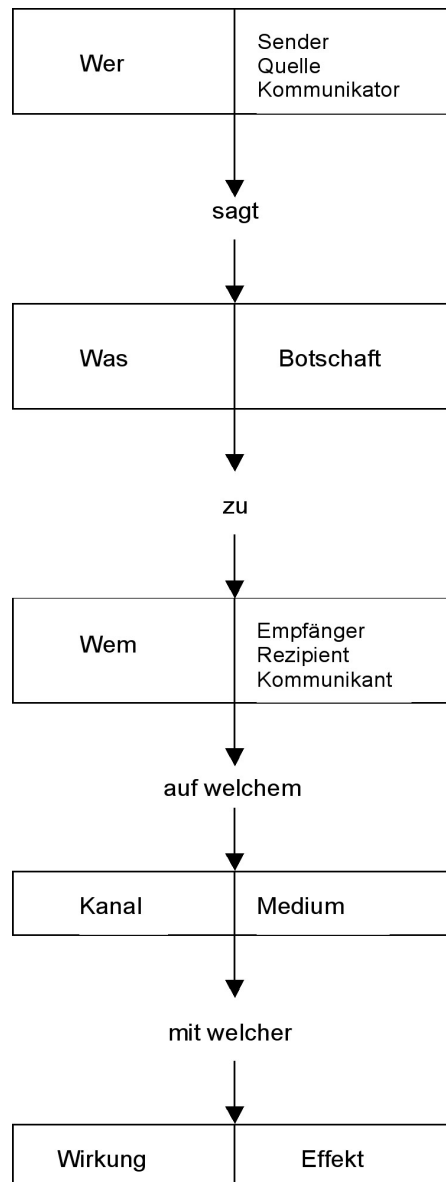 Wer
Sender
Quelle
Kommunikator
sagt
Was
Botschaft
zu
Wem
Empfänger
Rezipient
Kommunikant
auf welchem
Kanal
Medium
mit welcher
Wirkung
Effekt